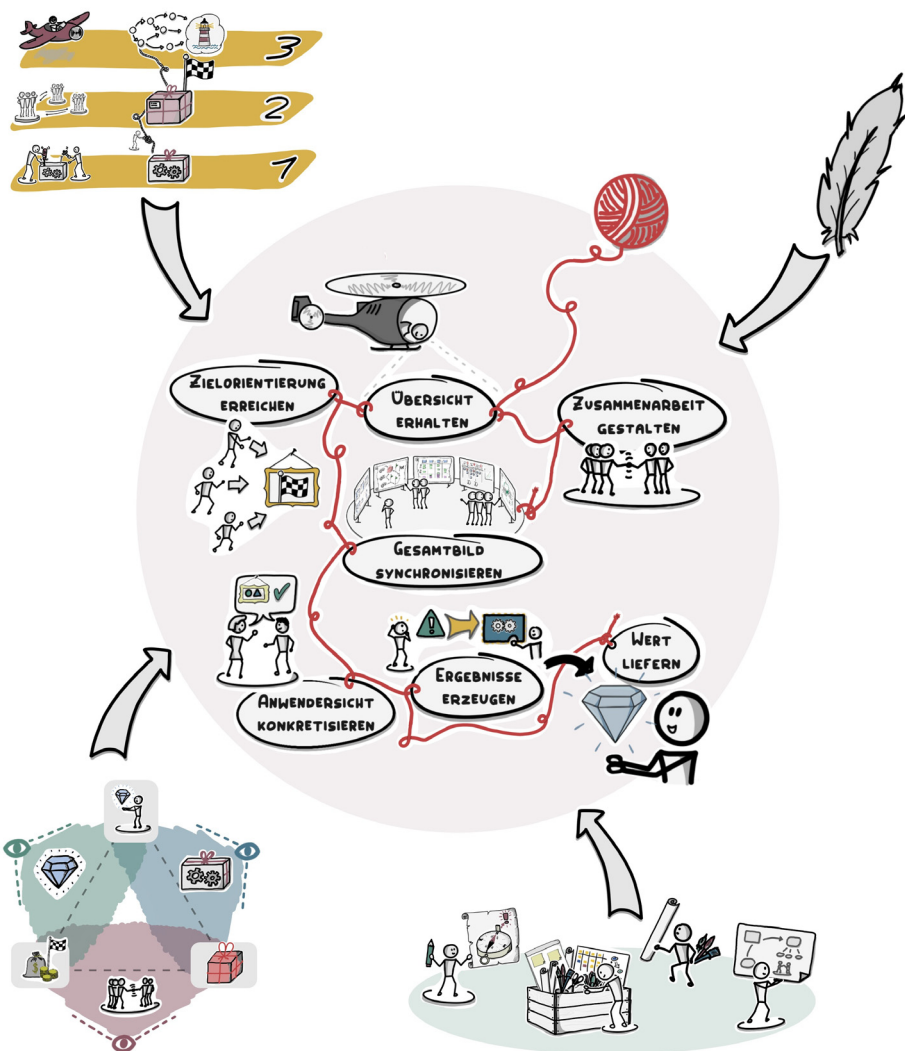 3
2
1
Zielorientierung
erreichen
Übersicht
erhalten
Zusammenarbeit
gestalten
Gesamtbild
synchronisieren
Anwendersicht
konkretisieren
Ergebnisse
erzeugen
Wert
liefern
$